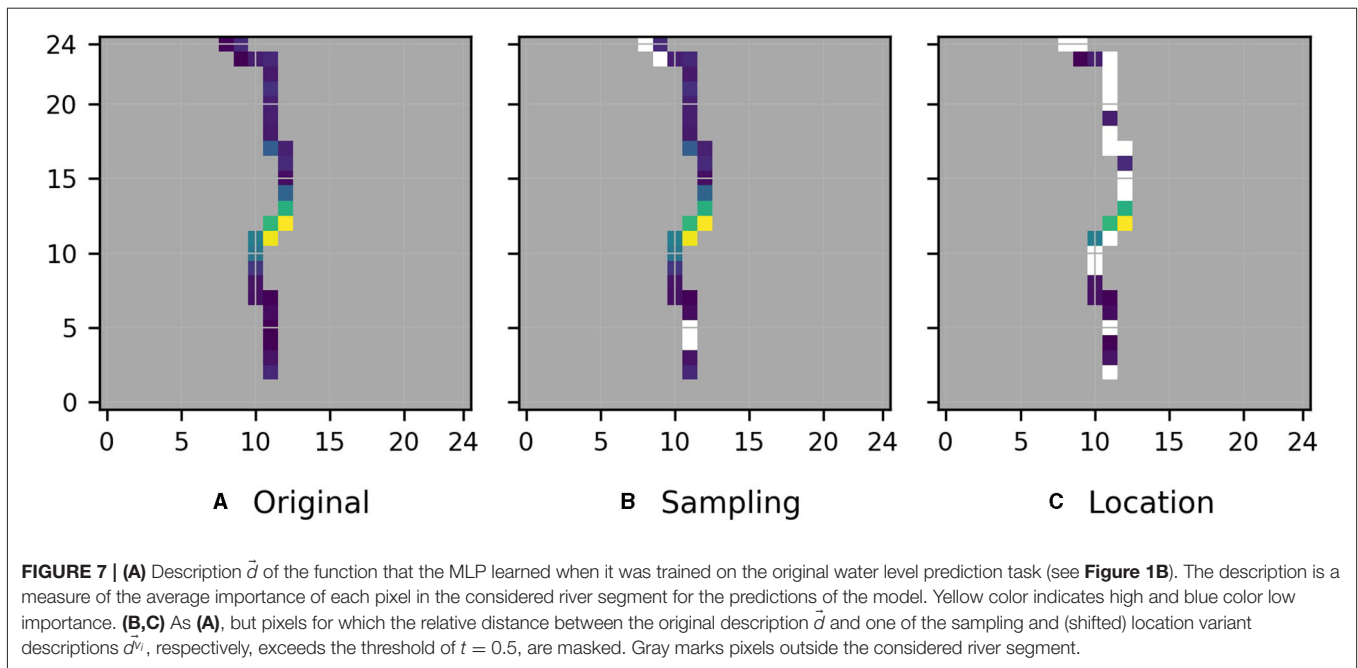 24
20
15
10
5
0
0 5 10 15 20 24
0 5 10 15 20 24
0 5 10 15 20 24
A Original
B Sampling
C Location
FIGURE 7 | (A) Description d⃗ of the function that the MLP learned when it was trained on the original water level prediction task (see Figure 1B). The description is a
measure of the average importance of each pixel in the considered river segment for the predictions of the model. Yellow color indicates high and blue color low
importance. (B,C) As (A), but pixels for which the relative distance between the original description d⃗ and one of the sampling and (shifted) location variant
descriptions d⃗^{v_i}, respectively, exceeds the threshold of t = 0.5, are masked. Gray marks pixels outside the considered river segment.